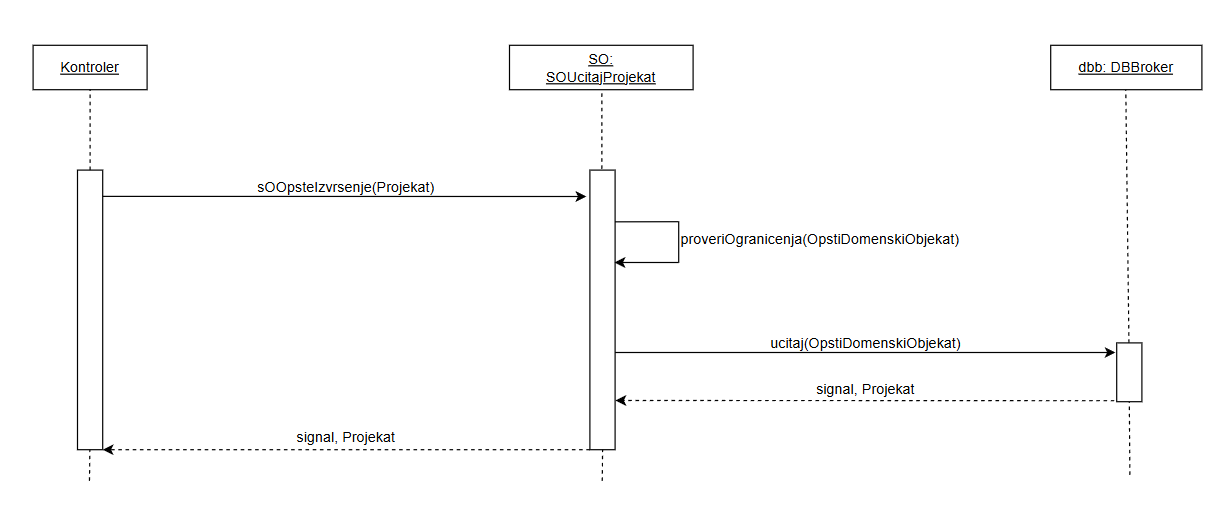 Kontroler
SO:
SOUcitajProjekat
dbb: DBBroker
sOOpsteIzvrsenje(Projekat)
proveriOgranicenja(OpstiDomenskiObjekat)
ucitaj(OpstiDomenskiObjekat)
signal, Projekat
signal, Projekat